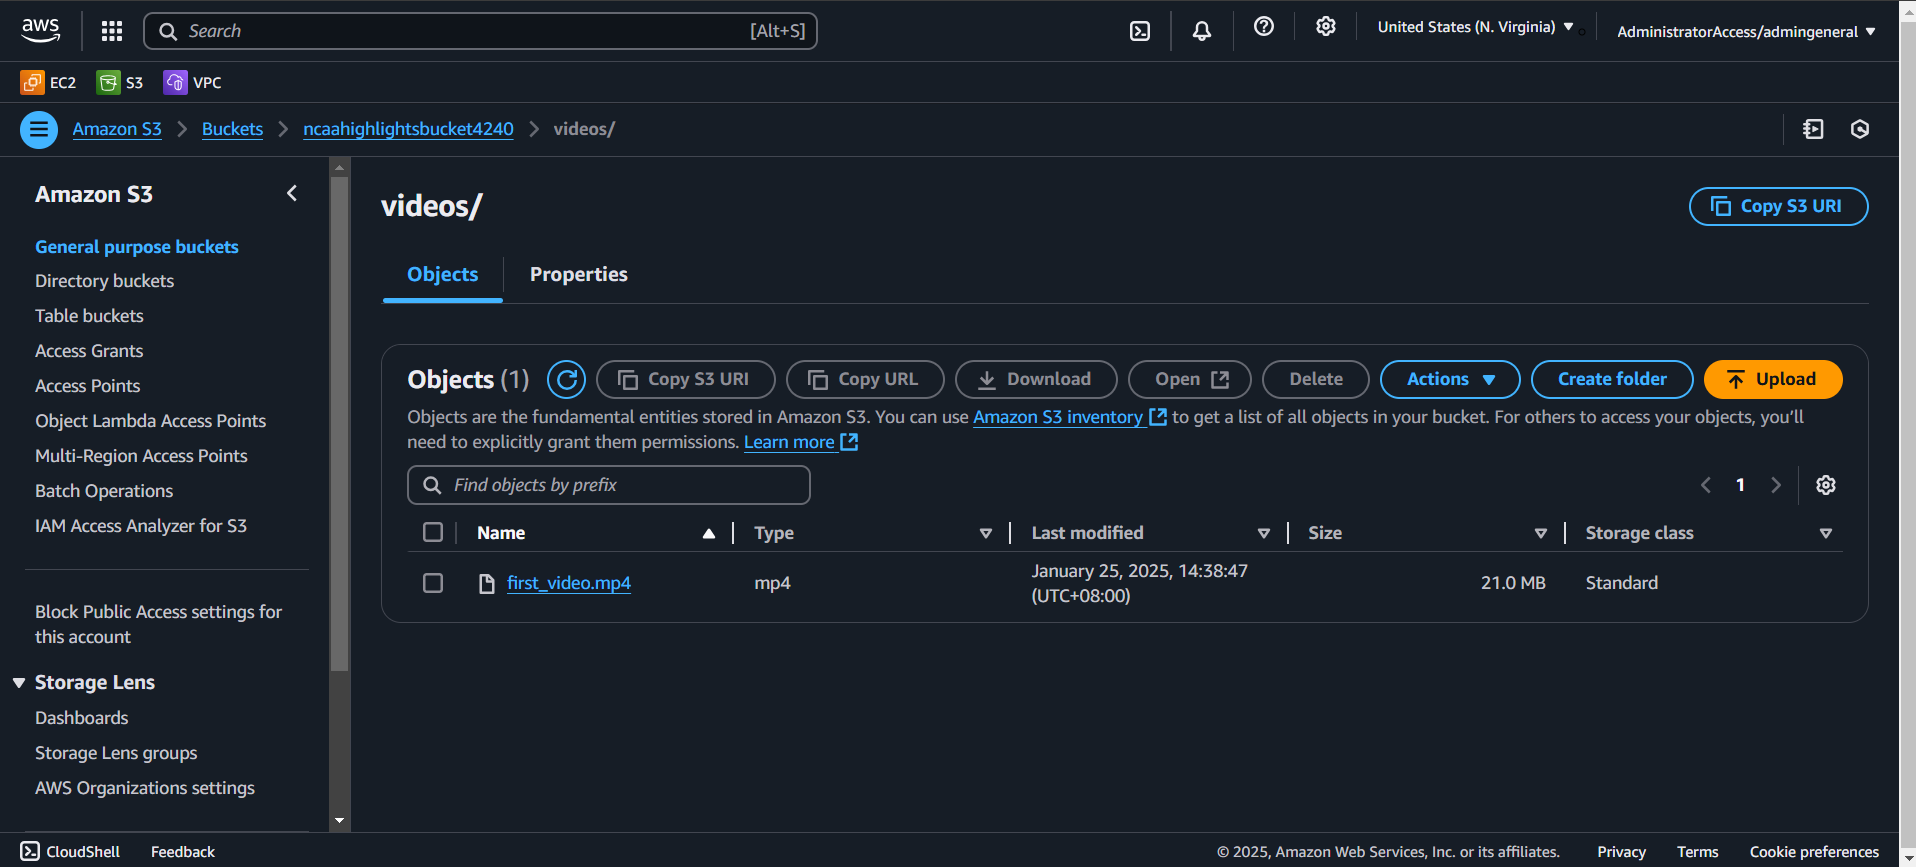 aws
Search [Alt+S]
United States (N. Virginia)
AdministratorAccess/admingeneral
EC2 S3 VPC
Amazon S3 Buckets ncaahighlightsbucket4240 videos/
Amazon S3
General purpose buckets
Directory buckets
Table buckets
Access Grants
Access Points
Object Lambda Access Points
Multi-Region Access Points
Batch Operations
IAM Access Analyzer for S3
Block Public Access settings for
this account
Storage Lens
Dashboards
Storage Lens groups
AWS Organizations settings
videos/
Copy S3 URI
Objects Properties
Objects (1) Copy S3 URI Copy URL Download Open Delete Actions Create folder Upload
Objects are the fundamental entities stored in Amazon S3. You can use Amazon S3 inventory to get a list of all objects in your bucket. For others to access your objects, you'll
need to explicitly grant them permissions. Learn more
Find objects by prefix
1
Name Type Last modified Size Storage class
first_video.mp4 mp4 January 25, 2025, 14:38:47 21.0 MB Standard
(UTC+08:00)
CloudShell Feedback © 2025, Amazon Web Services, Inc. or its affiliates. Privacy Terms Cookie preferences